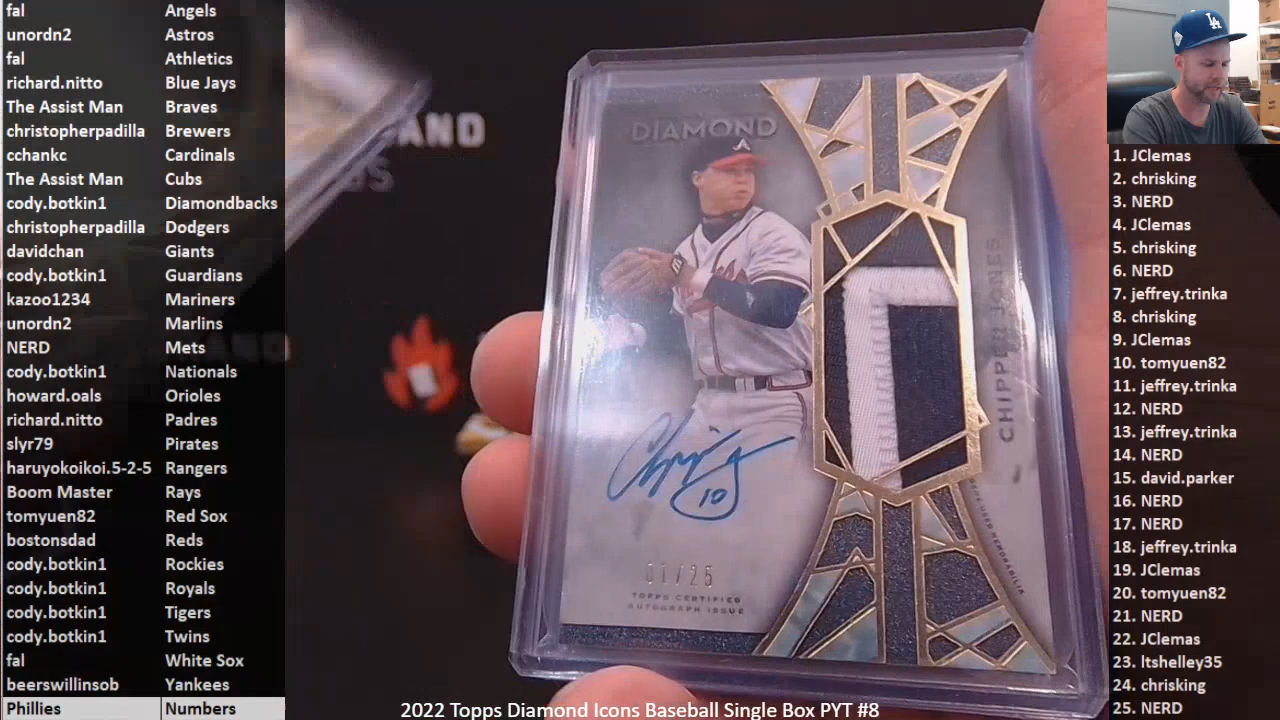 fal Angels
unordn2 Astros
fal Athletics
richard.nitto Blue Jays
The Assist Man Braves
christopherpadilla Brewers
cchankc Cardinals
The Assist Man Cubs
cody.botkin1 Diamondbacks
christopherpadilla Dodgers
davidchan Giants
cody.botkin1 Guardians
kazoo1234 Mariners
unordn2 Marlins
NERD Mets
cody.botkin1 Nationals
howard.oals Orioles
richard.nitto Padres
slyr79 Pirates
haruyokoikoi.5-2-5 Rangers
Boom Master Rays
tomyuen82 Red Sox
bostonsdad Reds
cody.botkin1 Rockies
cody.botkin1 Royals
cody.botkin1 Tigers
cody.botkin1 Twins
fal White Sox
beerswillinsob Yankees
Phillies Numbers
DIAMOND
CHIPPER JONES
GAME USED MEMORABILIA
10
01/25
TOPPS CERTIFIED
AUTOGRAPH ISSUE
2022 Topps Diamond Icons Baseball Single Box PYT #8
LA
1. JClemas
2. chrisking
3. NERD
4. JClemas
5. chrisking
6. NERD
7. jeffrey.trinka
8. chrisking
9. JClemas
10. tomyuen82
11. jeffrey.trinka
12. NERD
13. jeffrey.trinka
14. NERD
15. david.parker
16. NERD
17. NERD
18. jeffrey.trinka
19. JClemas
20. tomyuen82
21. NERD
22. JClemas
23. ltshelley35
24. chrisking
25. NERD